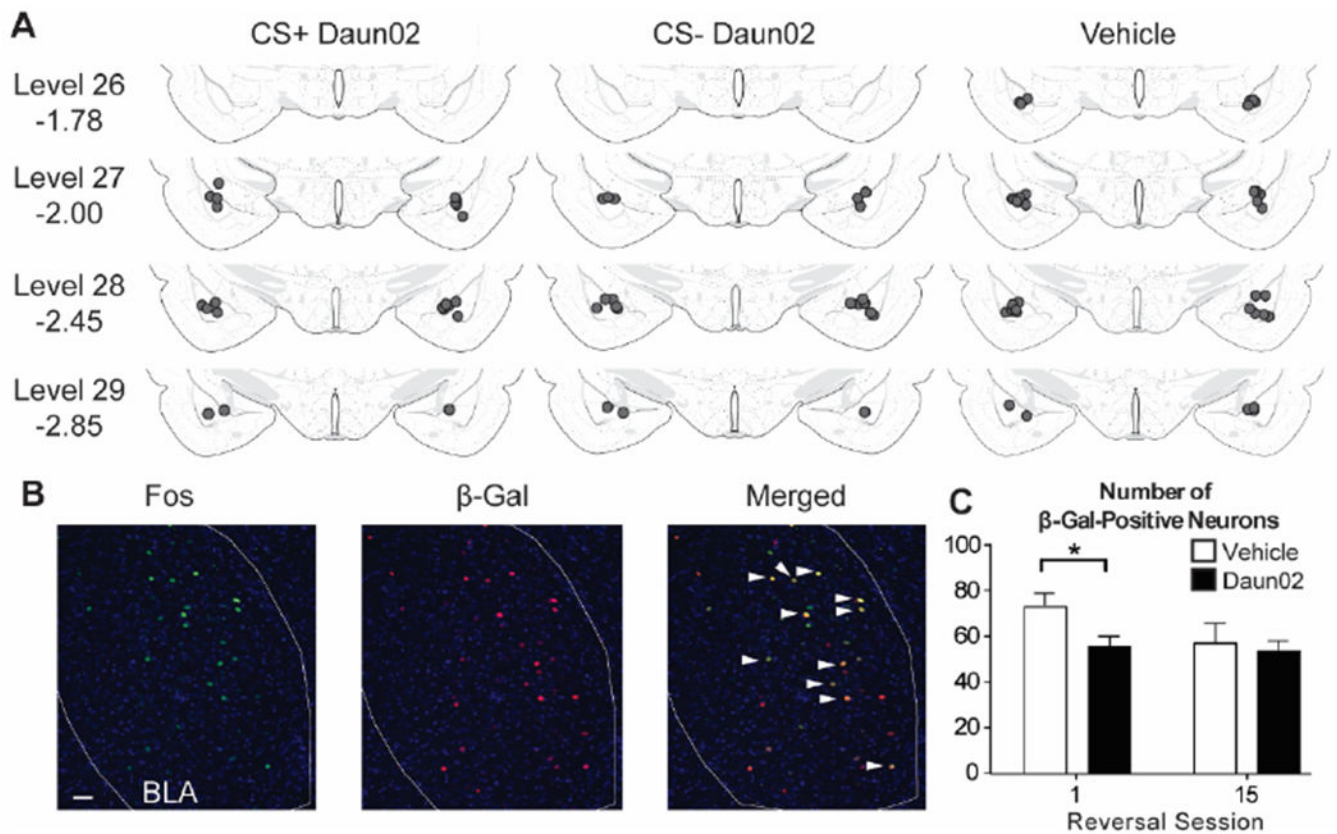 A
CS+ Daun02
CS- Daun02
Vehicle
Level 26
-1.78
Level 27
-2.00
Level 28
-2.45
Level 29
-2.85
B
Fos
β-Gal
Merged
BLA
C
Number of
β-Gal-Positive Neurons
Vehicle
Daun02
*
100
80
60
40
20
0
1
15
Reversal Session